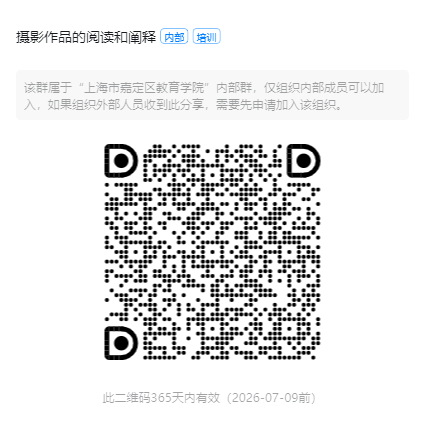 摄影作品的阅读和阐释 内部 培训
该群属于“上海市嘉定区教育学院”内部群，仅组织内部成员可以加
入，如果组织外部人员收到此分享，需要先申请加入该组织。
此二维码365天内有效（2026-07-09前）